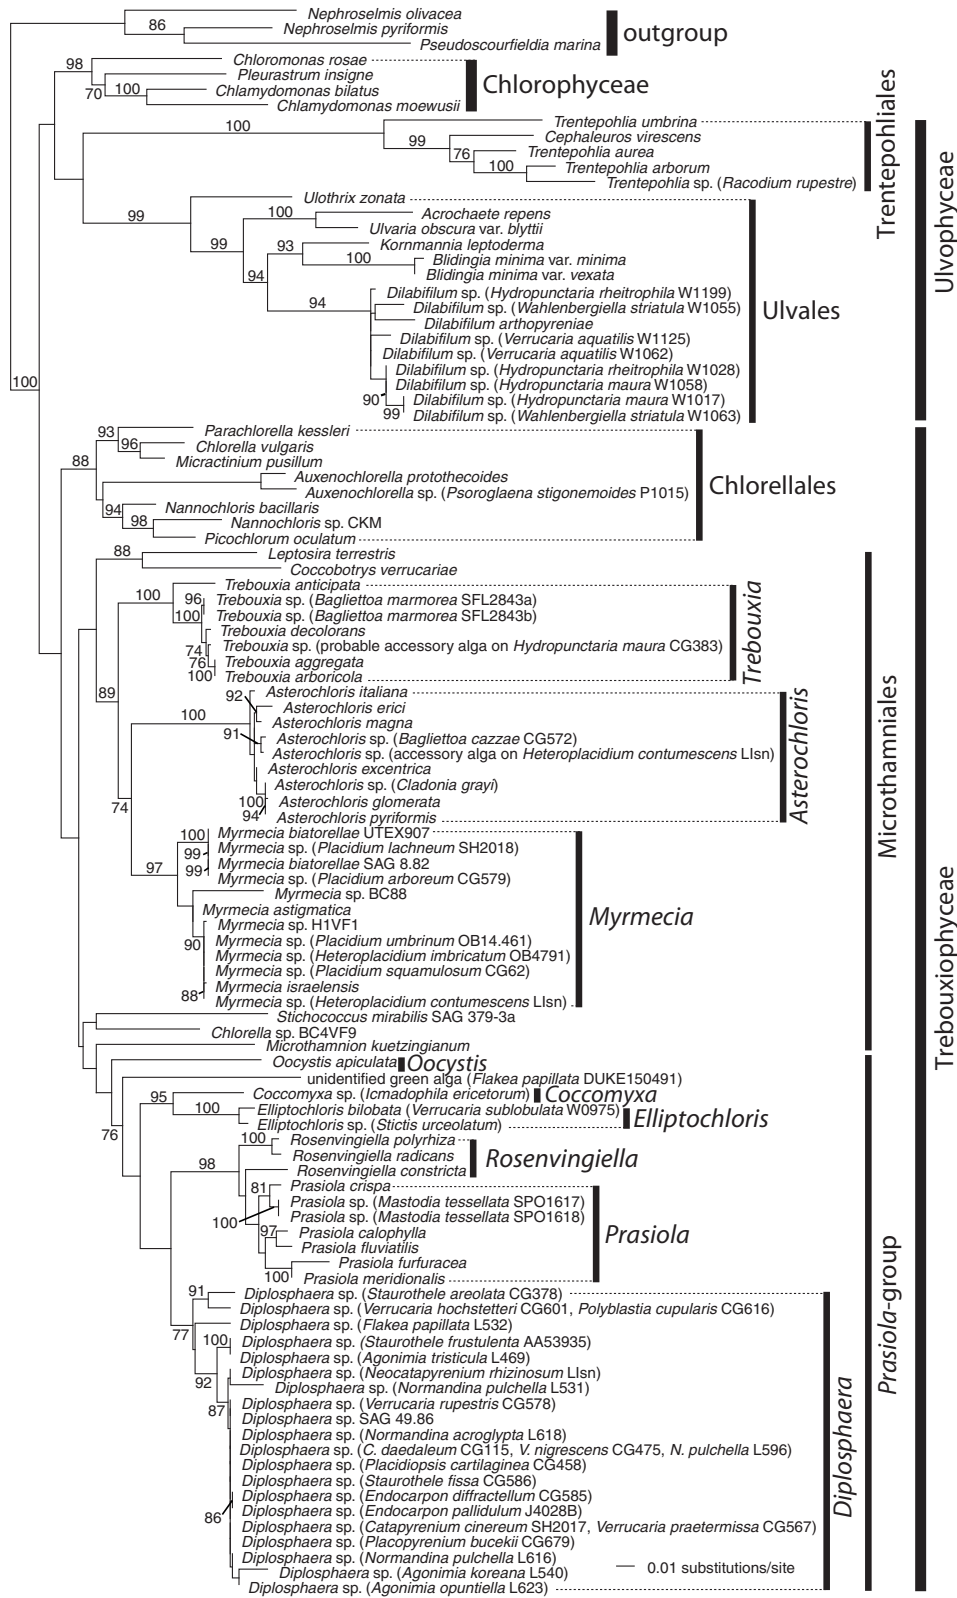 Nephroselmis olivacea
86
Nephroselmis pyriformis
outgroup
Pseudoscourfieldia marina
98
Chloromonas rosae
Pleurastrum insigne
Chlorophyceae
70
100
Chlamydomonas bilatus
Chlamydomonas moewusii
100
Trentepohlia umbrina
99
Cephaleuros virescens
76
Trentepohlia aurea
100
Trentepohlia arborum
Trentepohlia sp. (Racodium rupestre)
Trentepohliales
Ulvophyceae
Ulothrix zonata
99
100
Acrochaete repens
Ulvaria obscura var. blyttii
99
93
Kornmannia leptoderma
100
Blidingia minima var. minima
94
Blidingia minima var. vexata
Dilabifilum sp. (Hydropunctaria rheitrophila W1199)
94
Dilabifilum sp. (Wahlenbergiella striatula W1055)
Ulvales
Dilabifilum arthopyreniae
Dilabifilum sp. (Verrucaria aquatilis W1125)
Dilabifilum sp. (Verrucaria aquatilis W1062)
Dilabifilum sp. (Hydropunctaria rheitrophila W1028)
100
Dilabifilum sp. (Hydropunctaria maura W1058)
90
Dilabifilum sp. (Hydropunctaria maura W1017)
99
Dilabifilum sp. (Wahlenbergiella striatula W1063)
93
Parachlorella kessleri
96
Chlorella vulgaris
88
Micractinium pusillum
Auxenochlorella protothecoides
Chlorellales
Auxenochlorella sp. (Psoroglaena stigonemoides P1015)
94
Nannochloris bacillaris
98
Nannochloris sp. CKM
Picochlorum oculatum
88
Leptosira terrestris
Coccobotrys verrucariae
Trebouxia anticipata
100
96
Trebouxia sp. (Bagliettoa marmorea SFL2843a)
100
Trebouxia sp. (Bagliettoa marmorea SFL2843b)
Trebouxia decolorans
74
Trebouxia sp. (probable accessory alga on Hydropunctaria maura CG383)
76
Trebouxia aggregata
100
Trebouxia arboricola
Trebouxia
89
92
Asterochloris italiana
Asterochloris erici
100
Asterochloris magna
91
Asterochloris sp. (Bagliettoa cazzae CG572)
Asterochloris sp. (accessory alga on Heteroplacidium contumescens LIsn)
Asterochloris excentrica
Asterochloris sp. (Cladonia grayi)
100
Asterochloris glomerata
94
Asterochloris pyriformis
Asterochloris
Microthamniales
74
100
Myrmecia biatorellae UTEX907
99
Myrmecia sp. (Placidium lachneum SH2018)
97
99
Myrmecia biatorellae SAG 8.82
Myrmecia sp. (Placidium arboreum CG579)
Myrmecia sp. BC88
Myrmecia astigmatica
Myrmecia
Myrmecia sp. H1VF1
90
Myrmecia sp. (Placidium umbrinum OB14.461)
Myrmecia sp. (Heteroplacidium imbricatum OB4791)
Myrmecia sp. (Placidium squamulosum CG62)
Myrmecia israelensis
88
Myrmecia sp. (Heteroplacidium contumescens LIsn)
Trebouxiophyceae
Stichococcus mirabilis SAG 379-3a
Chlorella sp. BC4VF9
Microthamnion kuetzingianum
Oocystis apiculata
Oocystis
unidentified green alga (Flakea papillata DUKE150491)
95
Coccomyxa sp. (Icmadophila ericetorum)
Coccomyxa
100
Elliptochloris bilobata (Verrucaria sublobulata W0975)
Elliptochloris
76
Elliptochloris sp. (Stictis urceolatum)
100
Rosenvingiella polyrhiza
98
Rosenvingiella radicans
Rosenvingiella
Rosenvingiella constricta
81
Prasiola crispa
Prasiola sp. (Mastodia tessellata SPO1617)
100
Prasiola sp. (Mastodia tessellata SPO1618)
97
Prasiola calophylla
Prasiola
Prasiola fluviatilis
Prasiola furfuracea
100
Prasiola meridionalis
Prasiola-group
91
Diplosphaera sp. (Staurothele areolata CG378)
Diplosphaera sp. (Verrucaria hochstetteri CG601, Polyblastia cupularis CG616)
77
Diplosphaera sp. (Flakea papillata L532)
100
Diplosphaera sp. (Staurothele frustulenta AA53935)
Diplosphaera sp. (Agonimia tristicula L469)
92
Diplosphaera sp. (Neocatapyrenium rhizinosum LIsn)
Diplosphaera sp. (Normandina pulchella L531)
87
Diplosphaera sp. (Verrucaria rupestris CG578)
Diplosphaera sp. SAG 49.86
Diplosphaera sp. (Normandina acroglypta L618)
Diplosphaera sp. (C. daedaleum CG115, V. nigrescens CG475, N. pulchella L596)
Diplosphaera sp. (Placidiopsis cartilaginea CG458)
Diplosphaera sp. (Staurothele fissa CG586)
Diplosphaera sp. (Endocarpon diffractellum CG585)
86
Diplosphaera sp. (Endocarpon pallidulum J4028B)
Diplosphaera sp. (Catapyrenium cinereum SH2017, Verrucaria praetermissa CG567)
Diplosphaera sp. (Placopyrenium bucekii CG679)
Diplosphaera sp. (Normandina pulchella L616)
Diplosphaera sp. (Agonimia koreana L540)
Diplosphaera sp. (Agonimia opuntiella L623)
Diplosphaera
0.01 substitutions/site